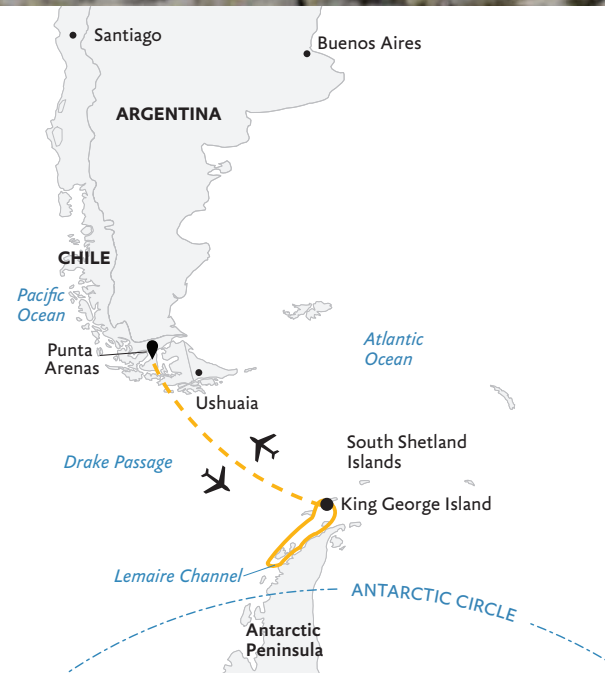 Santiago
Buenos Aires
ARGENTINA
CHILE
Pacific
Ocean
Atlantic
Ocean
Punta
Arenas
Ushuaia
Drake Passage
South Shetland
Islands
King George Island
Lemaire Channel
ANTARCTIC CIRCLE
Antarctic
Peninsula